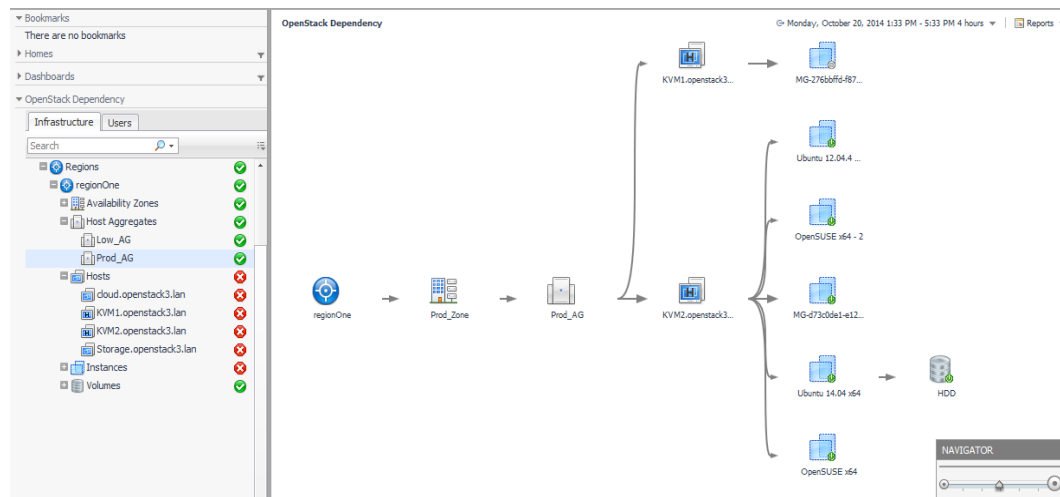 Bookmarks
There are no bookmarks
Homes
Dashboards
OpenStack Dependency
Infrastructure Users
Search
Regions
regionOne
Availability Zones
Host Aggregates
Low_AG
Prod_AG
Hosts
cloud.openstack3.lan
KVM1.openstack3.lan
KVM2.openstack3.lan
Storage.openstack3.lan
Instances
Volumes
OpenStack Dependency
Monday, October 20, 2014 1:33 PM - 5:33 PM 4 hours
Reports
KVM1.openstack3...
MG-276bbffd-f87...
Ubuntu 12.04.4 ...
OpenSUSE x64 - 2
regionOne
Prod_Zone
Prod_AG
KVM2.openstack3...
MG-d73c0de1-e12...
Ubuntu 14.04 x64
HDD
OpenSUSE x64
NAVIGATOR